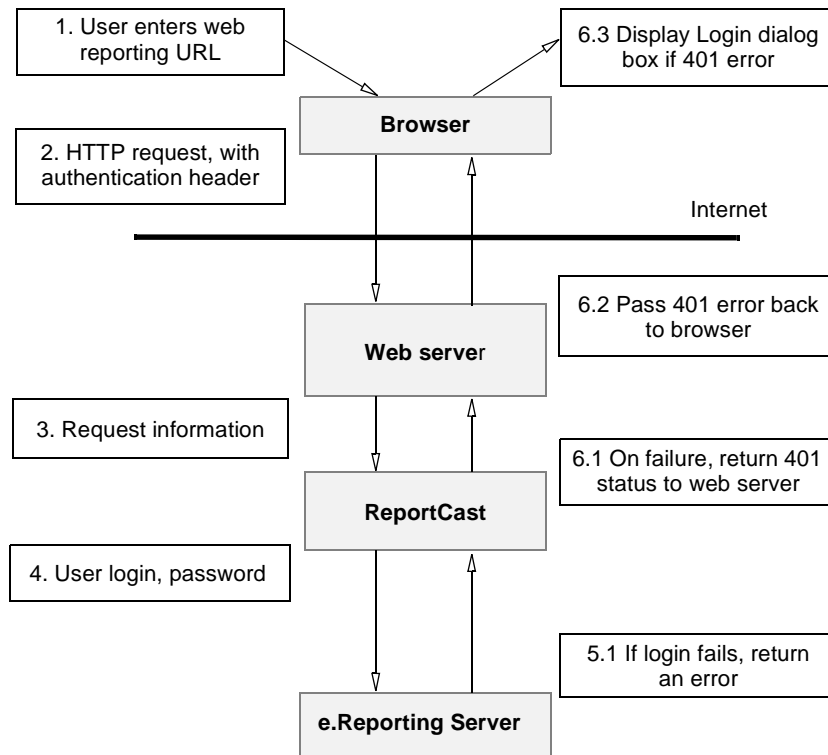 1. User enters web
reporting URL
6.3 Display Login dialog
box if 401 error
Browser
2. HTTP request, with
authentication header
Internet
6.2 Pass 401 error back
to browser
Web server
3. Request information
6.1 On failure, return 401
status to web server
ReportCast
4. User login, password
5.1 If login fails, return
an error
e.Reporting Server